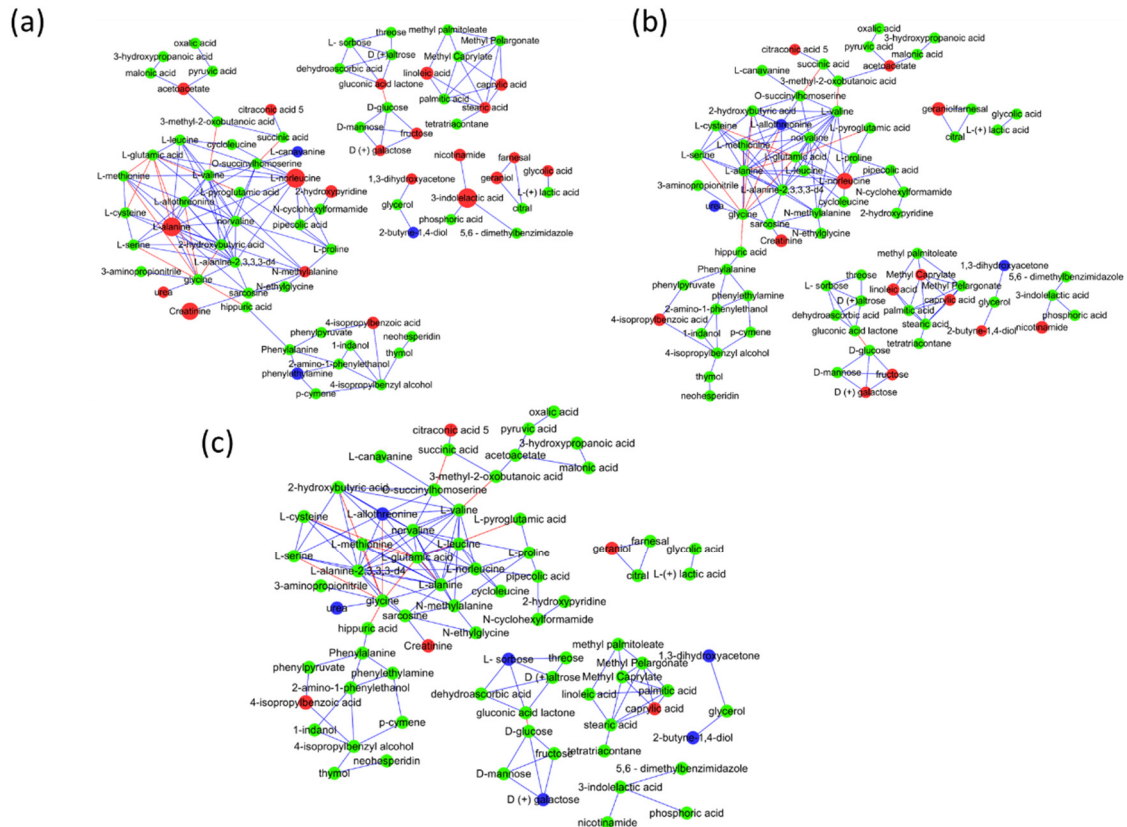 (a)
oxalic acid
3-hydroxypropanoic acid
malonic acid
pyruvic acid
acetoacetate
citraconic acid 5
3-methyl-2-oxobutanoic acid
succinic acid
L-leucine
cycloleucine
L-canavanine
L-glutamic acid
O-succinylhomoserine
L-methionine
L-valine
L-norleucine
L-pyroglutamic acid
2-hydroxypyridine
L-allothreonine
N-cyclohexylformamide
L-cysteine
norvaline
pipecolic acid
L-alanine
L-serine
2-hydroxybutyric acid
L-proline
L-alanine-2,3,3,3-d4
3-aminopropionitrile
glycine
N-methylalanine
urea
sarcosine
N-ethylglycine
Creatinine
hippuric acid
4-isopropylbenzoic acid
phenylpyruvate
neohesperidin
1-indanol
Phenylalanine
thymol
2-amino-1-phenylethanol
phenylethylamine
4-isopropylbenzyl alcohol
p-cymene
threose
L- sorbose
D (+)altrose
dehydroascorbic acid
gluconic acid lactone
D-glucose
D-mannose
fructose
D (+) galactose
methyl palmitoleate
Methyl Pelargonate
Methyl Caprylate
linoleic acid
caprylic acid
palmitic acid
stearic acid
tetratriacontane
nicotinamide
farnesal
1,3-dihydroxyacetone
geraniol
glycolic acid
glycerol
3-indolelactic acid
L-(+) lactic acid
phosphoric acid
citral
2-butyne-1,4-diol
5,6 - dimethylbenzimidazole
(b)
oxalic acid
citraconic acid 5
3-hydroxypropanoic acid
pyruvic acid
malonic acid
succinic acid
acetoacetate
L-canavanine
3-methyl-2-oxobutanoic acid
O-succinylhomoserine
2-hydroxybutyric acid
L-valine
L-cysteine
L-allothreonine
L-pyroglutamic acid
norvaline
L-methionine
L-serine
L-glutamic acid
L-proline
L-alanine
L-leucine
pipecolic acid
L-norleucine
3-aminopropionitrile
L-alanine-2,3,3,3-d4
N-cyclohexylformamide
cycloleucine
urea
glycine
N-methylalanine
2-hydroxypyridine
sarcosine
N-ethylglycine
Creatinine
hippuric acid
geraniol
farnesal
glycolic acid
citral
L-(+) lactic acid
Phenylalanine
phenylpyruvate
phenylethylamine
2-amino-1-phenylethanol
4-isopropylbenzoic acid
1-indanol
p-cymene
4-isopropylbenzyl alcohol
thymol
neohesperidin
threose
L- sorbose
D (+)altrose
dehydroascorbic acid
gluconic acid lactone
D-glucose
D-mannose
fructose
D (+) galactose
methyl palmitoleate
Methyl Caprylate
linoleic acid
Methyl Pelargonate
caprylic acid
palmitic acid
stearic acid
tetratriacontane
1,3-dihydroxyacetone
glycerol
2-butyne-1,4-diol
5,6 - dimethylbenzimidazole
3-indolelactic acid
phosphoric acid
nicotinamide
(c)
oxalic acid
citraconic acid 5
pyruvic acid
3-hydroxypropanoic acid
succinic acid
acetoacetate
L-canavanine
malonic acid
3-methyl-2-oxobutanoic acid
2-hydroxybutyric acid
O-succinylhomoserine
L-cysteine
L-allothreonine
L-valine
L-pyroglutamic acid
norvaline
L-methionine
L-leucine
L-serine
L-glutamic acid
L-proline
L-alanine-2,3,3,3-d4
L-norleucine
pipecolic acid
3-aminopropionitrile
L-alanine
cycloleucine
urea
glycine
N-methylalanine
2-hydroxypyridine
sarcosine
N-cyclohexylformamide
hippuric acid
N-ethylglycine
Creatinine
Phenylalanine
phenylpyruvate
phenylethylamine
2-amino-1-phenylethanol
4-isopropylbenzoic acid
1-indanol
p-cymene
4-isopropylbenzyl alcohol
neohesperidin
thymol
geraniol
farnesal
glycolic acid
citral
L-(+) lactic acid
L- sorbose
threose
D (+)altrose
dehydroascorbic acid
gluconic acid lactone
D-glucose
fructose
D-mannose
D (+) galactose
methyl palmitoleate
Methyl Pelargonate
Methyl Caprylate
linoleic acid
palmitic acid
caprylic acid
stearic acid
tetratriacontane
1,3-dihydroxyacetone
glycerol
2-butyne-1,4-diol
5,6 - dimethylbenzimidazole
3-indolelactic acid
phosphoric acid
nicotinamide